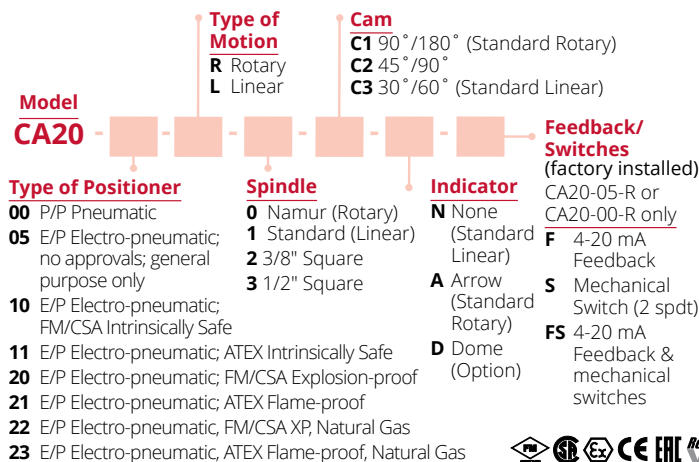 Type of
Motion
R Rotary
L Linear
Cam
C1 90˚/180˚ (Standard Rotary)
C2 45˚/90˚
C3 30˚/60˚ (Standard Linear)
Model
CA20 - - - - - -
Type of Positioner
00 P/P Pneumatic
05 E/P Electro-pneumatic;
no approvals; general
purpose only
10 E/P Electro-pneumatic;
FM/CSA Intrinsically Safe
11 E/P Electro-pneumatic; ATEX Intrinsically Safe
20 E/P Electro-pneumatic; FM/CSA Explosion-proof
21 E/P Electro-pneumatic; ATEX Flame-proof
22 E/P Electro-pneumatic, FM/CSA XP, Natural Gas
23 E/P Electro-pneumatic, ATEX Flame-proof, Natural Gas
Spindle
0 Namur (Rotary)
1 Standard (Linear)
2 3/8" Square
3 1/2" Square
Indicator
N None
(Standard
Linear)
A Arrow
(Standard
Rotary)
D Dome
(Option)
Feedback/
Switches
(factory installed)
CA20-05-R or
CA20-00-R only
F 4-20 mA
Feedback
S Mechanical
Switch (2 spdt)
FS 4-20 mA
Feedback &
mechanical
switches
FM Ex CE EAC